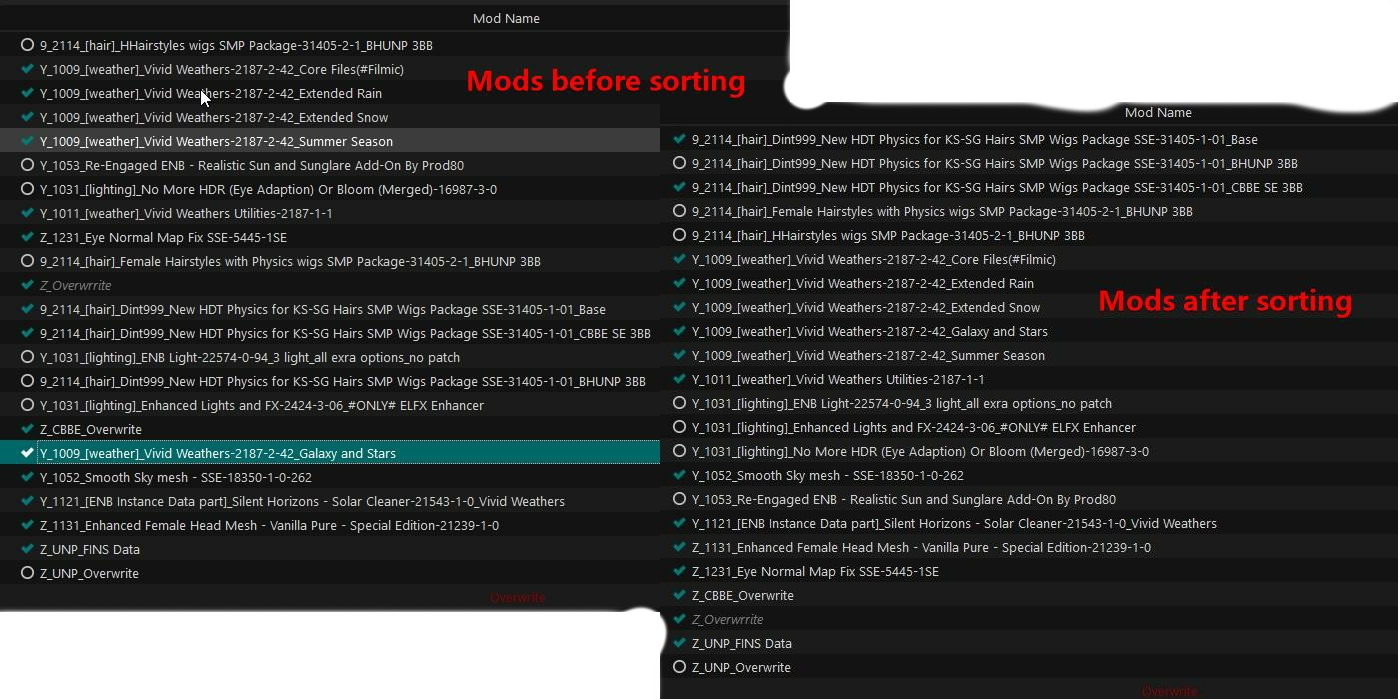 Mod Name
9_2114_[hair]_HHairstyles wigs SMP Package-31405-2-1_BHUNP 3BB
Y_1009_[weather]_Vivid Weathers-2187-2-42_Core Files(#Filmic)
Mods before sorting
Y_1009_[weather]_Vivid Weathers-2187-2-42_Extended Rain
Y_1009_[weather]_Vivid Weathers-2187-2-42_Extended Snow
Y_1009_[weather]_Vivid Weathers-2187-2-42_Summer Season
Y_1053_Re-Engaged ENB - Realistic Sun and Sunglare Add-On By Prod80
Y_1031_[lighting]_No More HDR (Eye Adaption) Or Bloom (Merged)-16987-3-0
Y_1011_[weather]_Vivid Weathers Utilities-2187-1-1
Z_1231_Eye Normal Map Fix SSE-5445-1SE
9_2114_[hair]_Female Hairstyles with Physics wigs SMP Package-31405-2-1_BHUNP 3BB
Z_Overwrrite
9_2114_[hair]_Dint999_New HDT Physics for KS-SG Hairs SMP Wigs Package SSE-31405-1-01_Base
9_2114_[hair]_Dint999_New HDT Physics for KS-SG Hairs SMP Wigs Package SSE-31405-1-01_CBBE SE 3BB
Y_1031_[lighting]_ENB Light-22574-0-94_3 light_all exra options_no patch
9_2114_[hair]_Dint999_New HDT Physics for KS-SG Hairs SMP Wigs Package SSE-31405-1-01_BHUNP 3BB
Y_1031_[lighting]_Enhanced Lights and FX-2424-3-06_#ONLY# ELFX Enhancer
Z_CBBE_Overwrite
Y_1009_[weather]_Vivid Weathers-2187-2-42_Galaxy and Stars
Y_1052_Smooth Sky mesh - SSE-18350-1-0-262
Y_1121_[ENB Instance Data part]_Silent Horizons - Solar Cleaner-21543-1-0_Vivid Weathers
Z_1131_Enhanced Female Head Mesh - Vanilla Pure - Special Edition-21239-1-0
Z_UNP_FINS Data
Z_UNP_Overwrite
Overwrite
Mod Name
9_2114_[hair]_Dint999_New HDT Physics for KS-SG Hairs SMP Wigs Package SSE-31405-1-01_Base
9_2114_[hair]_Dint999_New HDT Physics for KS-SG Hairs SMP Wigs Package SSE-31405-1-01_BHUNP 3BB
9_2114_[hair]_Dint999_New HDT Physics for KS-SG Hairs SMP Wigs Package SSE-31405-1-01_CBBE SE 3BB
9_2114_[hair]_Female Hairstyles with Physics wigs SMP Package-31405-2-1_BHUNP 3BB
9_2114_[hair]_HHairstyles wigs SMP Package-31405-2-1_BHUNP 3BB
Y_1009_[weather]_Vivid Weathers-2187-2-42_Core Files(#Filmic)
Y_1009_[weather]_Vivid Weathers-2187-2-42_Extended Rain
Mods after sorting
Y_1009_[weather]_Vivid Weathers-2187-2-42_Extended Snow
Y_1009_[weather]_Vivid Weathers-2187-2-42_Galaxy and Stars
Y_1009_[weather]_Vivid Weathers-2187-2-42_Summer Season
Y_1011_[weather]_Vivid Weathers Utilities-2187-1-1
Y_1031_[lighting]_ENB Light-22574-0-94_3 light_all exra options_no patch
Y_1031_[lighting]_Enhanced Lights and FX-2424-3-06_#ONLY# ELFX Enhancer
Y_1031_[lighting]_No More HDR (Eye Adaption) Or Bloom (Merged)-16987-3-0
Y_1052_Smooth Sky mesh - SSE-18350-1-0-262
Y_1053_Re-Engaged ENB - Realistic Sun and Sunglare Add-On By Prod80
Y_1121_[ENB Instance Data part]_Silent Horizons - Solar Cleaner-21543-1-0_Vivid Weathers
Z_1131_Enhanced Female Head Mesh - Vanilla Pure - Special Edition-21239-1-0
Z_1231_Eye Normal Map Fix SSE-5445-1SE
Z_CBBE_Overwrite
Z_Overwrrite
Z_UNP_FINS Data
Z_UNP_Overwrite
Overwrite